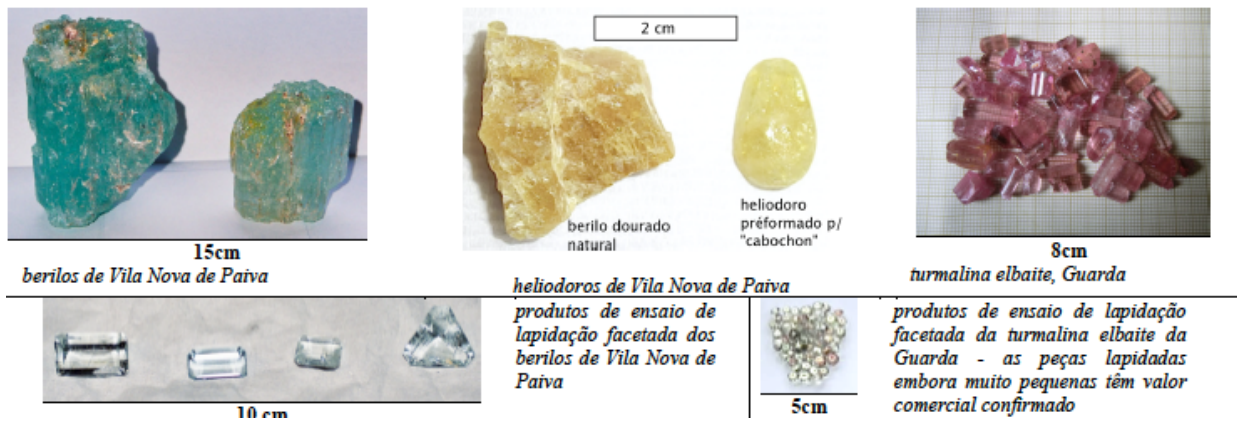 2 cm
berilo dourado
natural
heliodoro
préformado p/
"cabochon"
15cm
berilos de Vila Nova de Paiva
heliodoros de Vila Nova de Paiva
8cm
turmalina elbaite, Guarda
10 cm
produtos de ensaio de
lapidação facetada dos
berilos de Vila Nova de
Paiva
5cm
produtos de ensaio de lapidação
facetada da turmalina elbaite da
Guarda - as peças lapidadas
embora muito pequenas têm valor
comercial confirmado